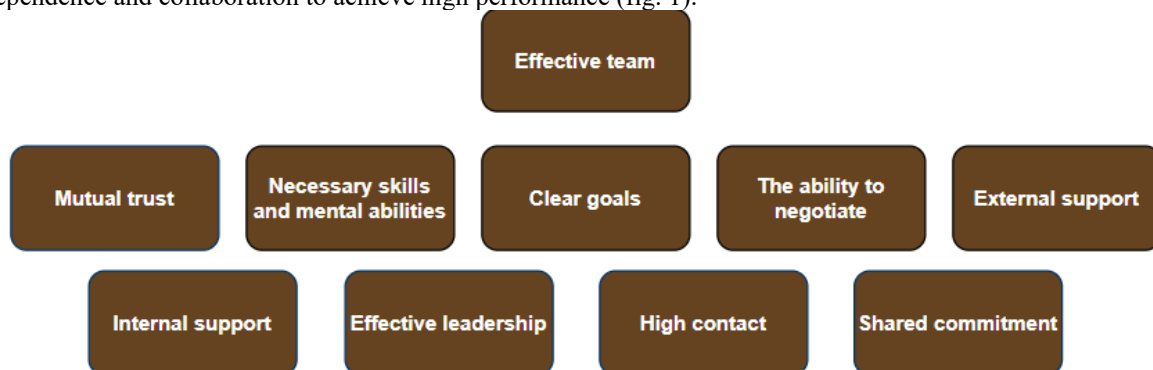 ependence and collaboration to achieve high performance (fig. 1).
Effective team
Mutual trust
Necessary skills
and mental abilities
Clear goals
The ability to
negotiate
External support
Internal support
Effective leadership
High contact
Shared commitment